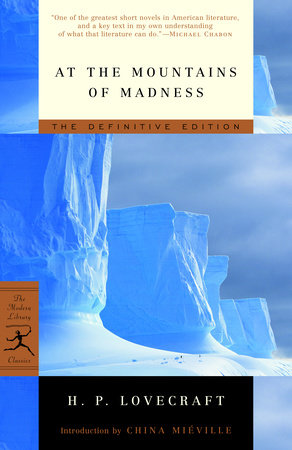 "One of the greatest short novels in American literature,
and a key text in my own understanding
of what that literature can do."—Michael Chabon
AT THE MOUNTAINS
OF MADNESS
THE DEFINITIVE EDITION
The
Modern Library
Classics
H. P. LOVECRAFT
Introduction by CHINA MIÉVILLE